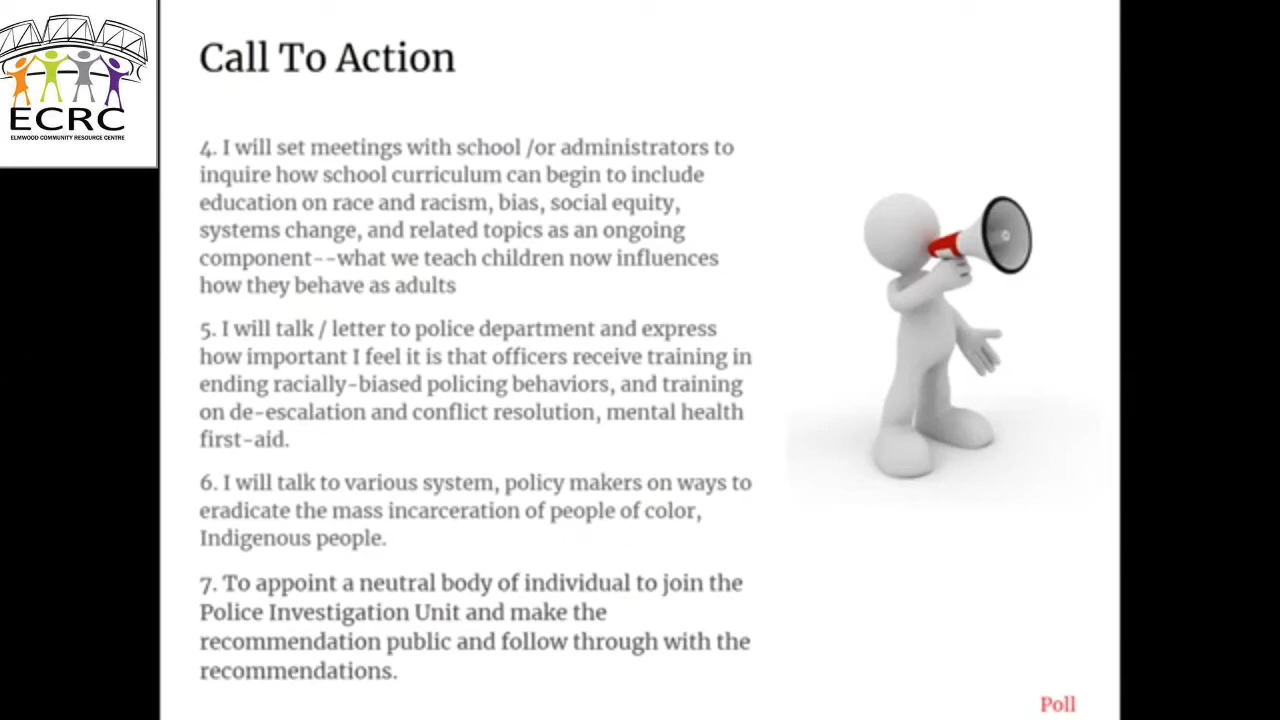 ECRC
ELMWOOD COMMUNITY RESOURCE CENTRE
Call To Action
4. I will set meetings with school /or administrators to
inquire how school curriculum can begin to include
education on race and racism, bias, social equity,
systems change, and related topics as an ongoing
component--what we teach children now influences
how they behave as adults
5. I will talk / letter to police department and express
how important I feel it is that officers receive training in
ending racially-biased policing behaviors, and training
on de-escalation and conflict resolution, mental health
first-aid.
6. I will talk to various system, policy makers on ways to
eradicate the mass incarceration of people of color,
Indigenous people.
7. To appoint a neutral body of individual to join the
Police Investigation Unit and make the
recommendation public and follow through with the
recommendations.
Poll